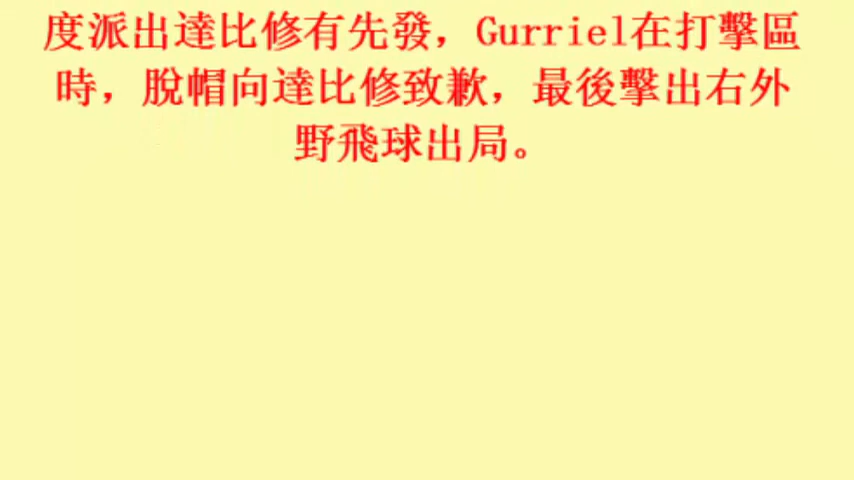 度派出達比修有先發，Gurriel在打擊區
時，脫帽向達比修致歉，最後擊出右外
野飛球出局。